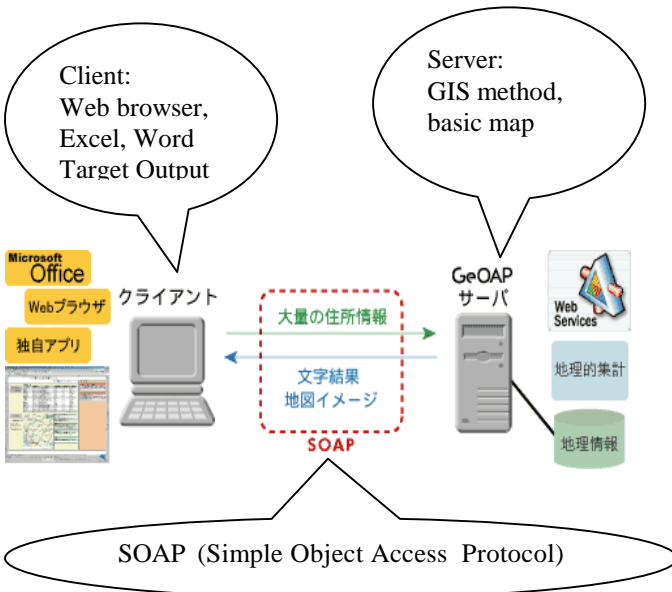 Client:
Web browser,
Excel, Word
Target Output
Server:
GIS method,
basic map
Microsoft
Office
Webブラウザ
独自アプリ
クライアント
大量の住所情報
文字結果
地図イメージ
SOAP
GeOAP
サーバ
Web
Services
地理的集計
地理情報
SOAP (Simple Object Access Protocol)